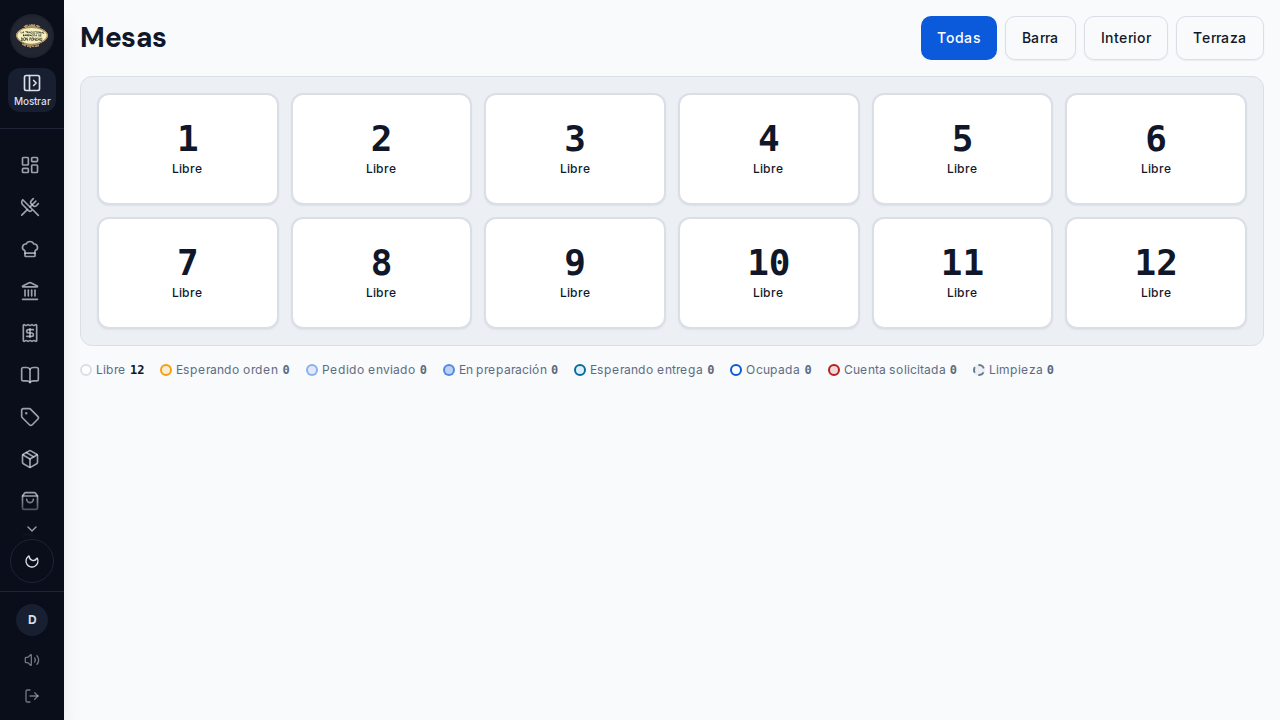 Mesas
Todas
Barra
Interior
Terraza
Mostrar
1
Libre
2
Libre
3
Libre
4
Libre
5
Libre
6
Libre
7
Libre
8
Libre
9
Libre
10
Libre
11
Libre
12
Libre
Libre 12
Esperando orden 0
Pedido enviado 0
En preparación 0
Esperando entrega 0
Ocupada 0
Cuenta solicitada 0
Limpieza 0
D